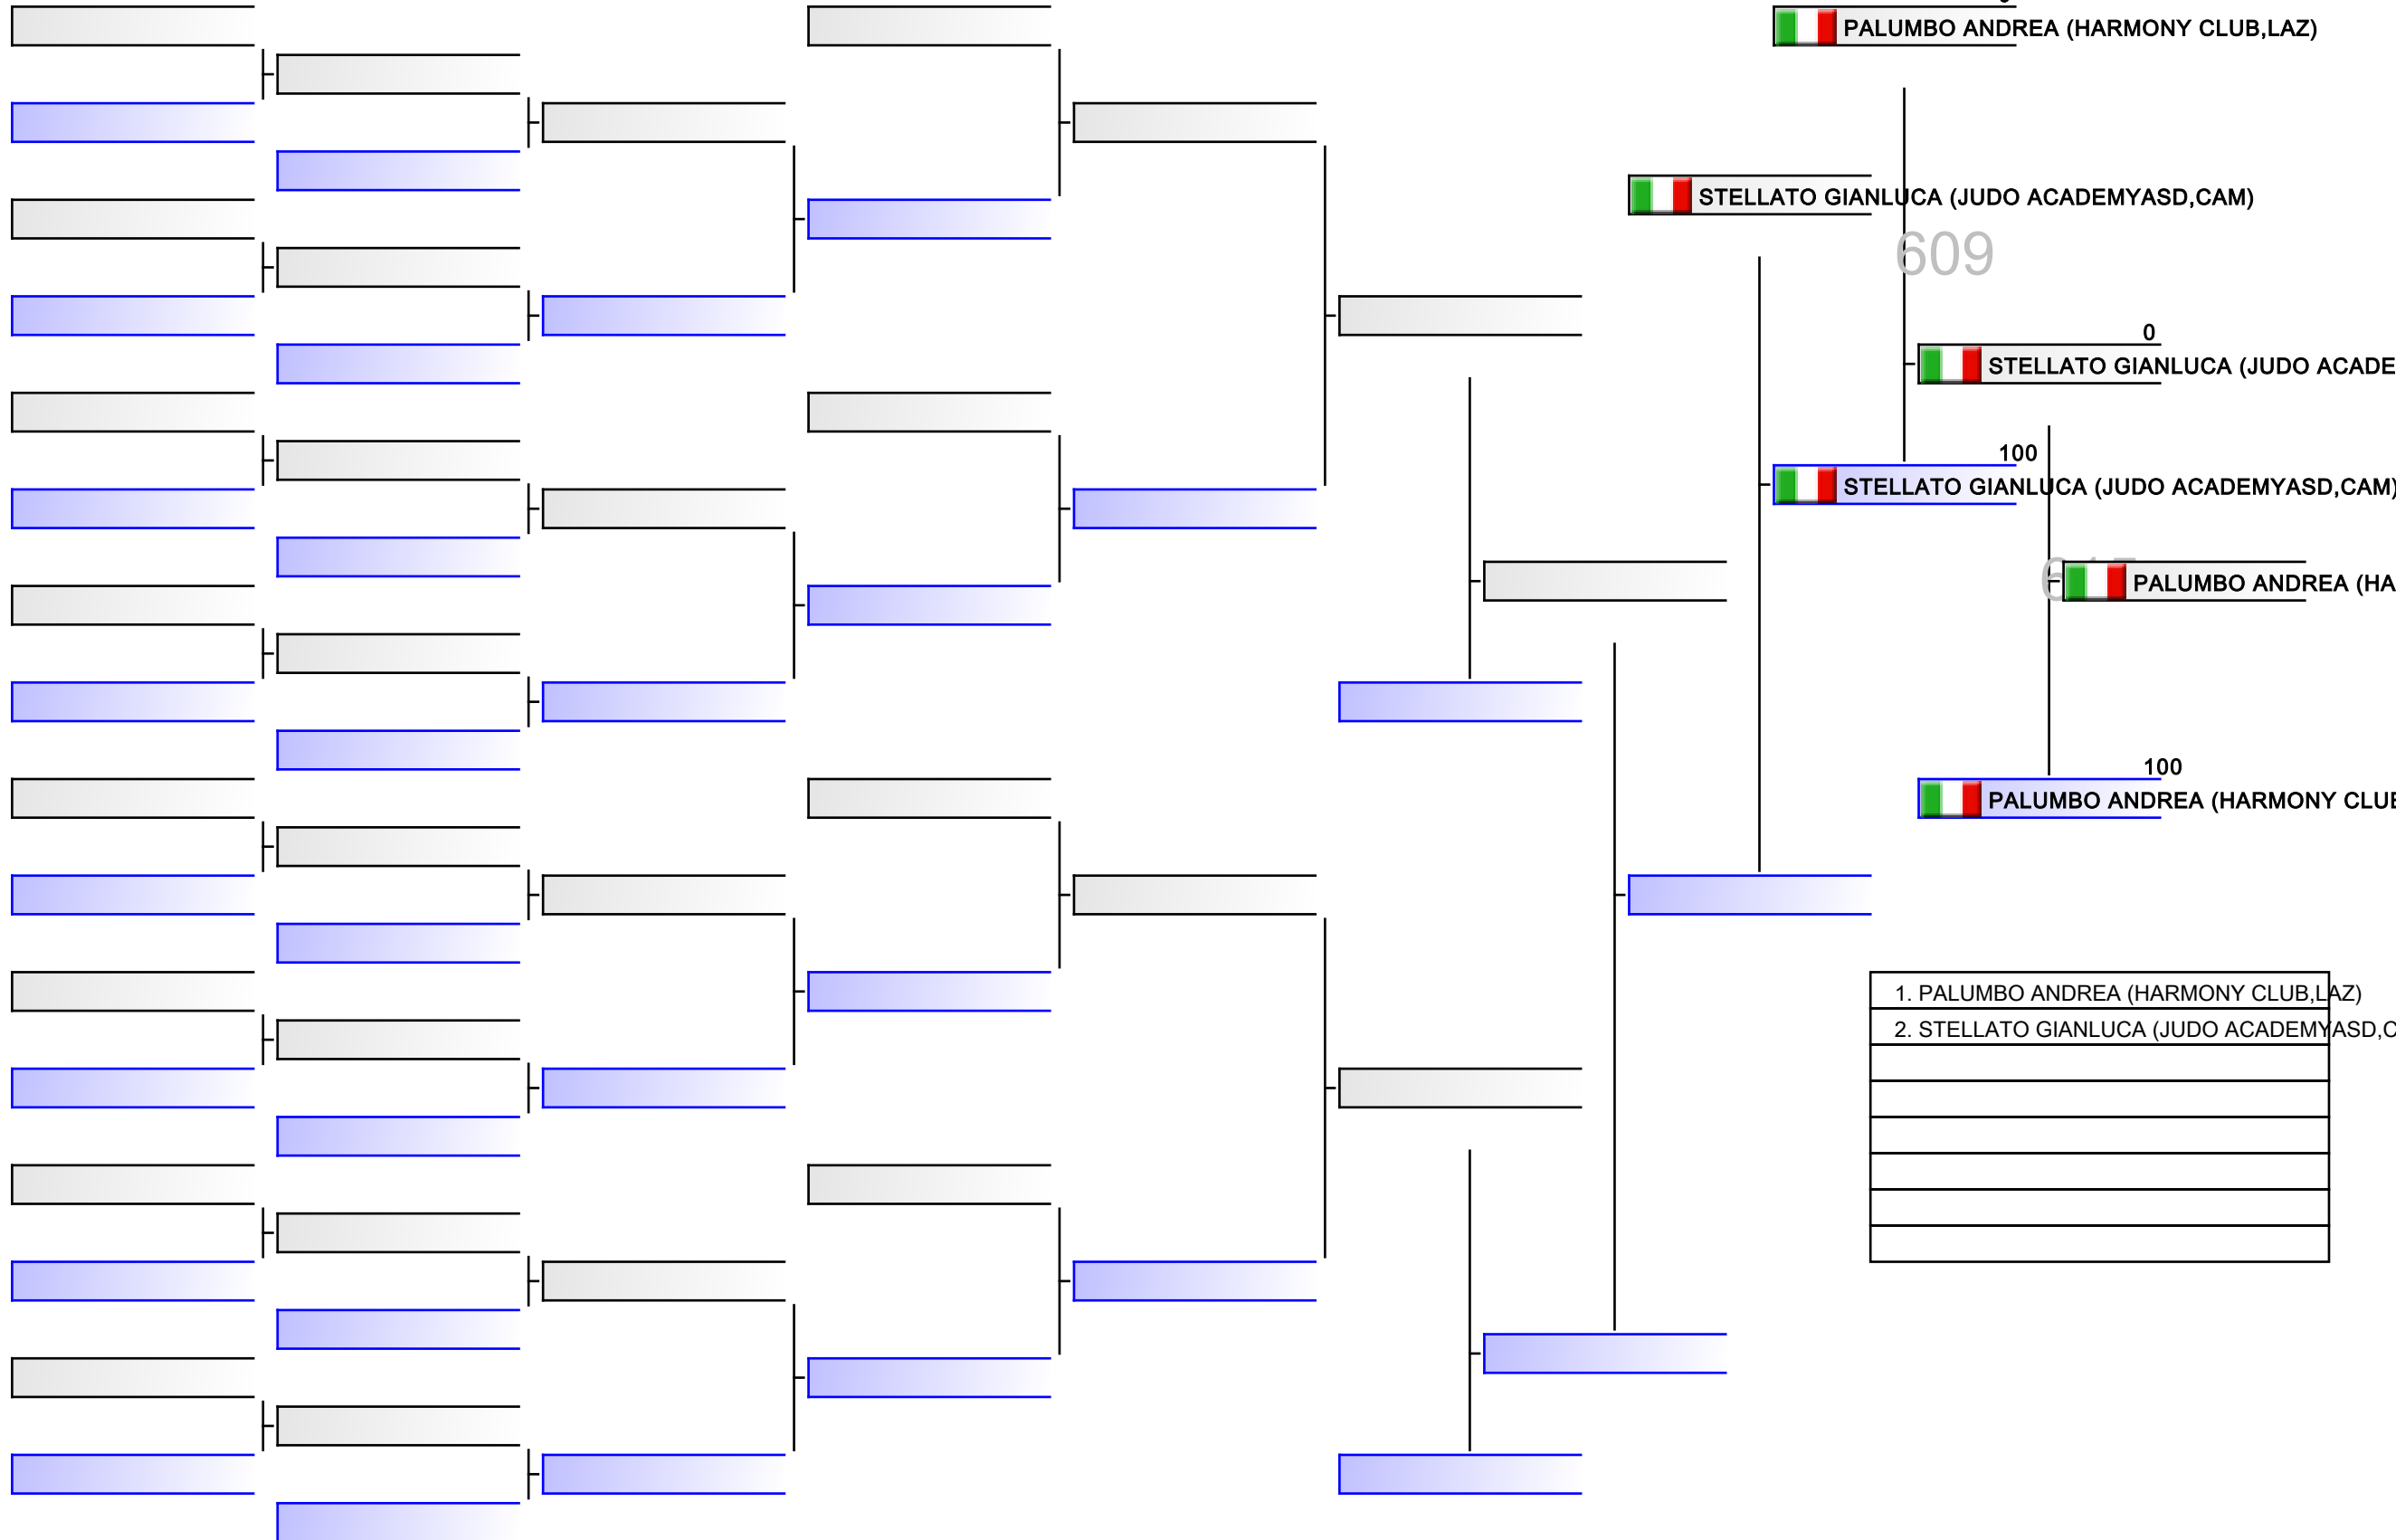 PALUMBO ANDREA (HARMONY CLUB,LAZ)
STELLATO GIANLUCA (JUDO ACADEMYASD,CAM)
609
0
STELLATO GIANLUCA (JUDO ACADE
100
STELLATO GIANLUCA (JUDO ACADEMYASD,CAM)
PALUMBO ANDREA (HA
100
PALUMBO ANDREA (HARMONY CLUB
1. PALUMBO ANDREA (HARMONY CLUB,LAZ)
2. STELLATO GIANLUCA (JUDO ACADEMYASD,C